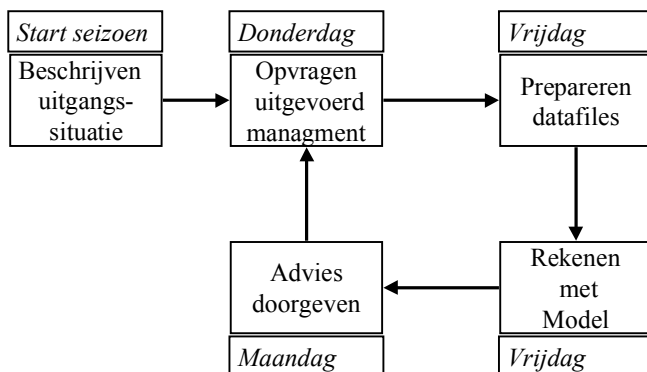 Start seizoen
Beschrijven
uitgangs-
situatie
Donderdag
Opvragen
uitgevoerd
managment
Vrijdag
Prepareren
datafiles
Rekenen
met
Model
Vrijdag
Advies
doorgeven
Maandag